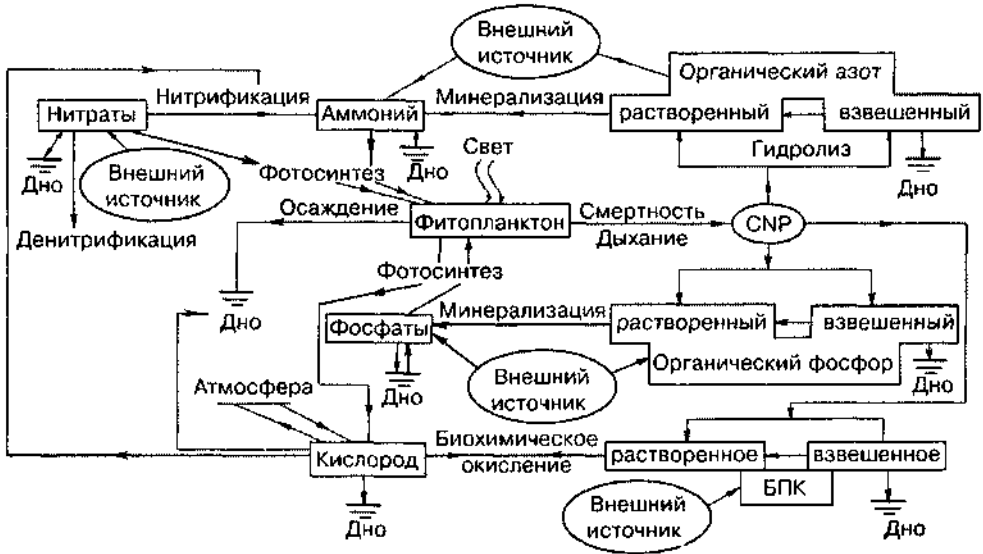 Внешний
источник
Органический азот
Нитрификация
Минерализация
Нитраты
Аммоний
растворенный
взвешенный
Гидролиз
Дно
Внешний
источник
Фотосинтез
Дно
Свет
Дно
Денитрификация
Осаждение
Фитопланктон
Смертность
Дыхание
CNP
Фотосинтез
Дно
Фосфаты
Минерализация
растворенный
взвешенный
Органический фосфор
Внешний
источник
Дно
Дно
Атмосфера
Кислород
Биохимическое
окисление
растворенное
взвешенное
БПК
Внешний
источник
Дно
Дно